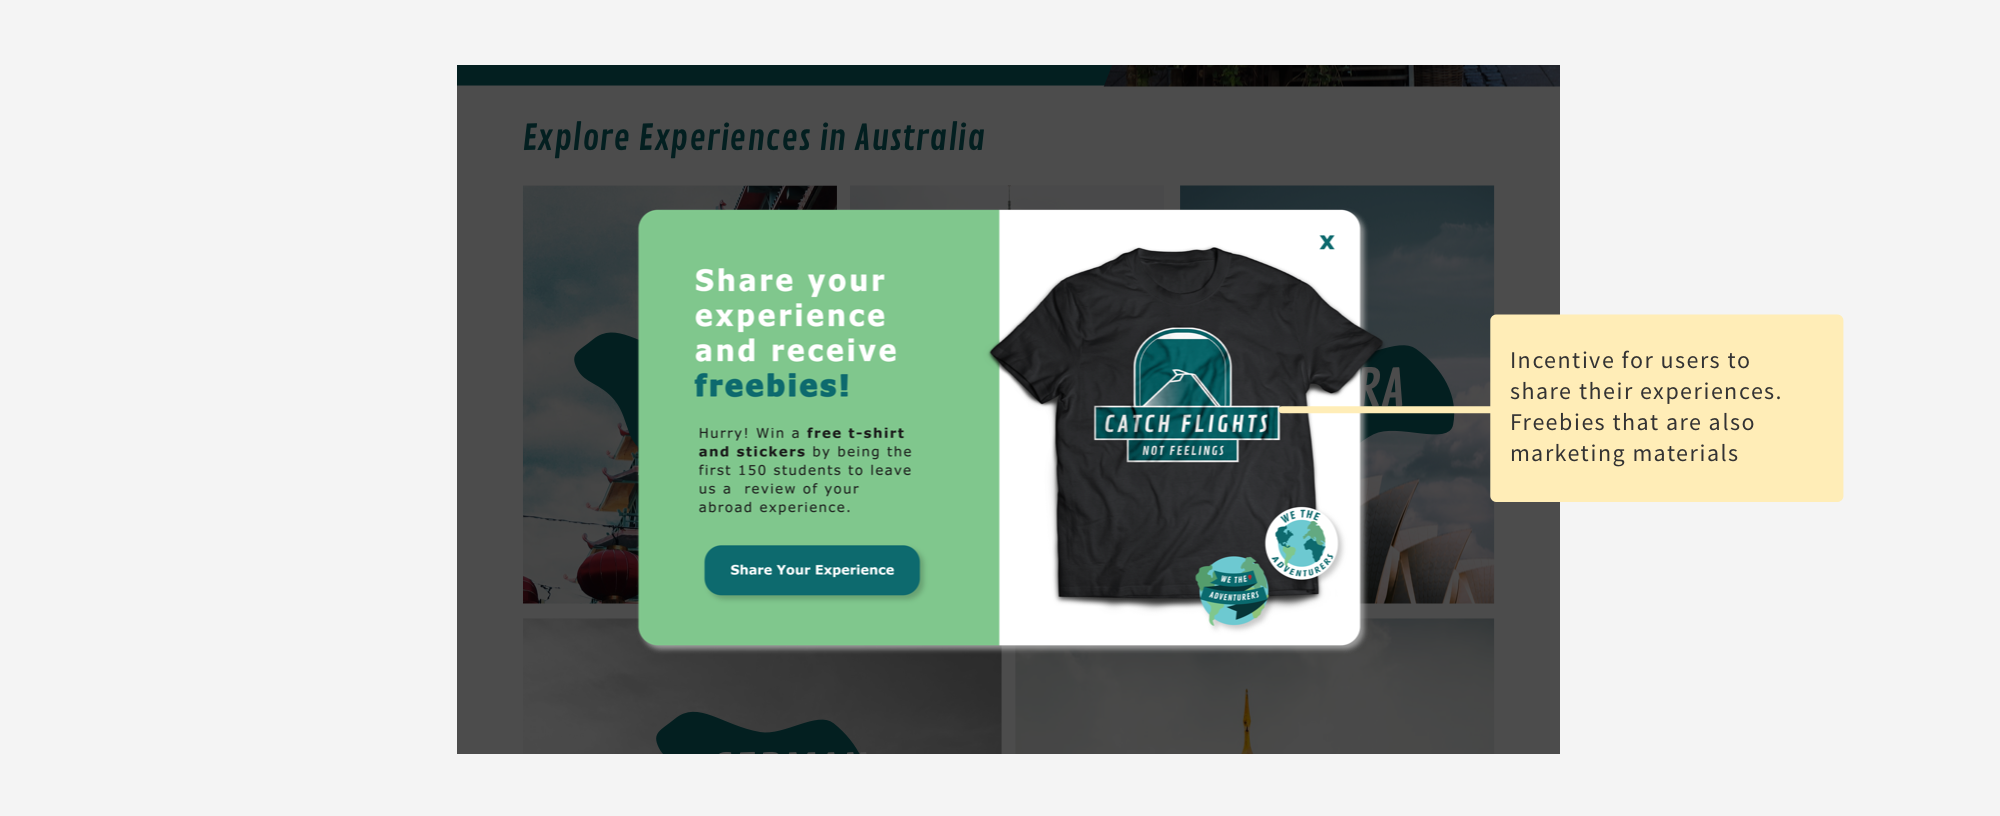 Explore Experiences in Australia
X
Share your
experience
and receive
freebies!
Hurry! Win a free t-shirt
and stickers by being the
first 150 students to leave
us a  review of your
abroad experience.
Share Your Experience
CATCH FLIGHTS
NOT FEELINGS
WE THE
ADVENTURERS
WE THE
ADVENTURERS
RA
Incentive for users to
share their experiences.
Freebies that are also
marketing materials